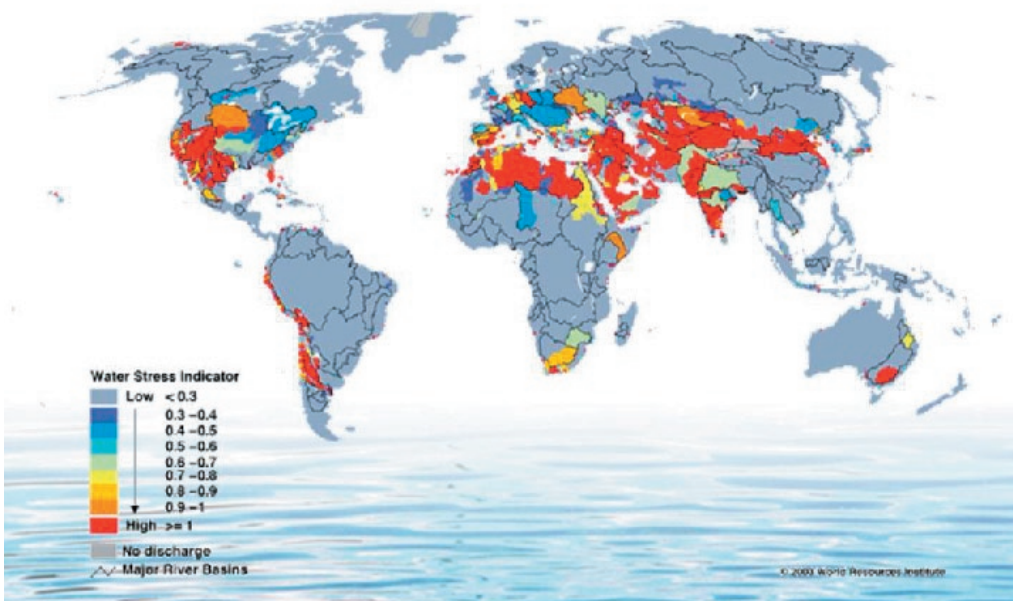 Water Stress Indicator
Low < 0.3
0.3 –0.4
0.4 –0.5
0.5 –0.6
0.6 –0.7
0.7 –0.8
0.8 –0.9
0.9 –1
High >= 1
No discharge
Major River Basins
© 2003 World Resources Institute